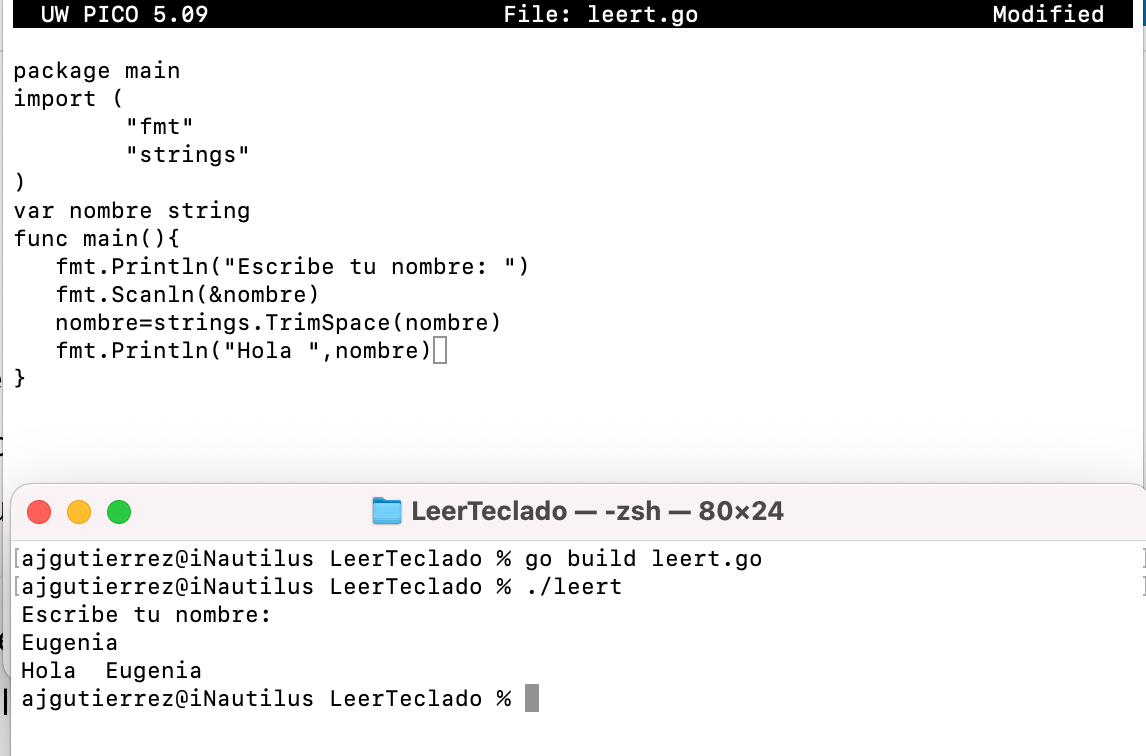 UW PICO 5.09 File: leert.go Modified
package main
import (
        "fmt"
        "strings"
)
var nombre string
func main(){
   fmt.Println("Escribe tu nombre: ")
   fmt.Scanln(&nombre)
   nombre=strings.TrimSpace(nombre)
   fmt.Println("Hola ",nombre)
}
LeerTeclado — -zsh — 80×24
[ajgutierrez@iNautilus LeerTeclado % go build leert.go ]
[ajgutierrez@iNautilus LeerTeclado % ./leert ]
Escribe tu nombre:
Eugenia
Hola  Eugenia
ajgutierrez@iNautilus LeerTeclado %